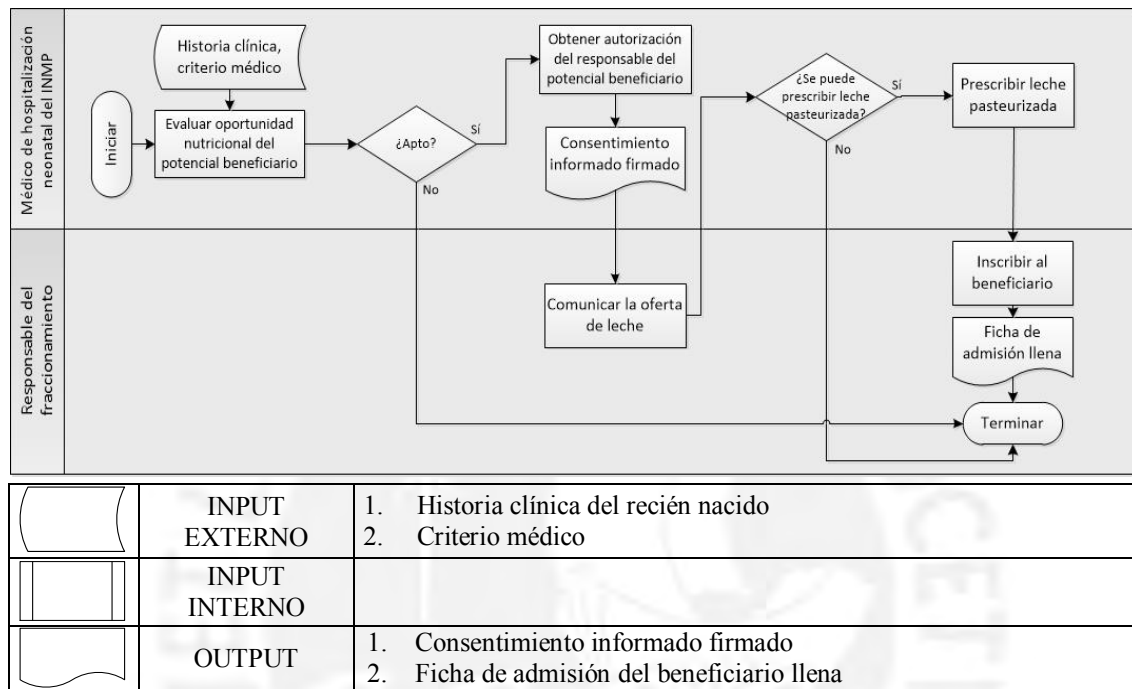 Médico de hospitalización
neonatal del INMP
Iniciar
Historia clínica,
criterio médico
Evaluar oportunidad
nutricional del
potencial beneficiario
¿Apto?
Sí
No
Obtener autorización
del responsable del
potencial beneficiario
Consentimiento
informado firmado
¿Se puede
prescribir leche
pasteurizada?
Sí
No
Prescribir leche
pasteurizada
Responsable del
fraccionamiento
Comunicar la oferta
de leche
Inscribir al
beneficiario
Ficha de
admisión llena
Terminar
INPUT
EXTERNO
1. Historia clínica del recién nacido
2. Criterio médico
INPUT
INTERNO
OUTPUT
1. Consentimiento informado firmado
2. Ficha de admisión del beneficiario llena